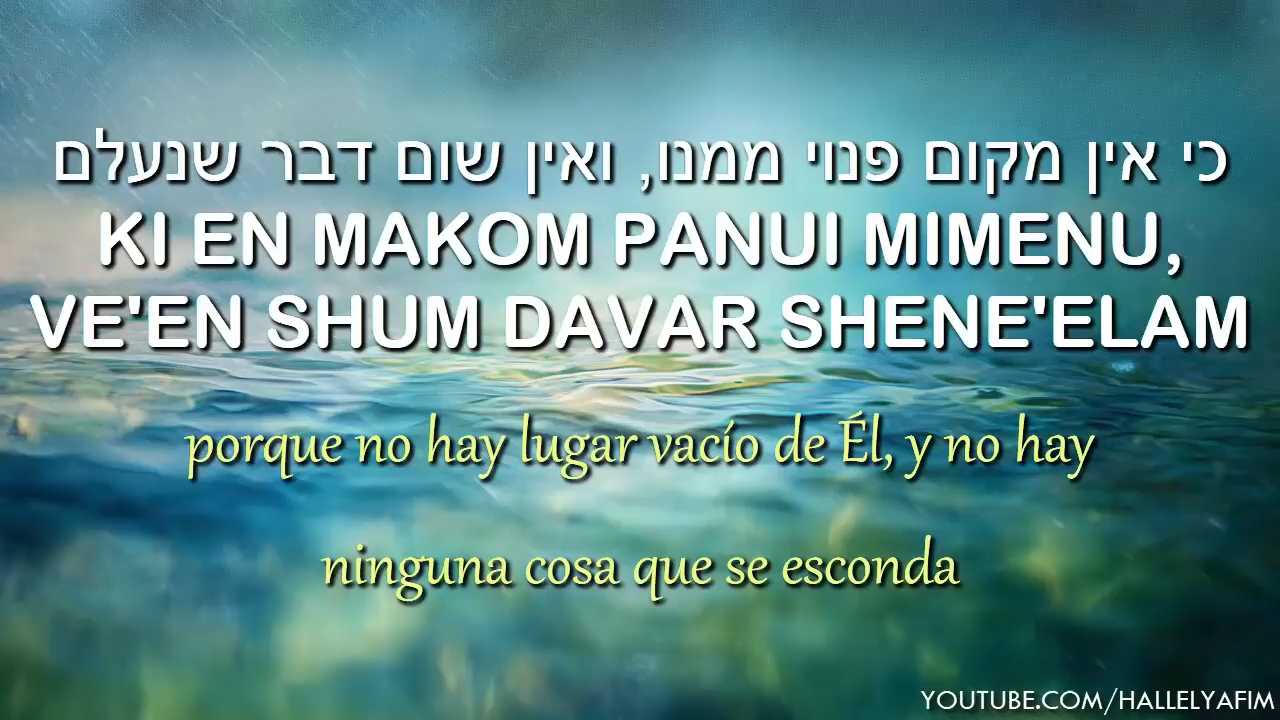 כי אין מקום פנוי ממנו, ואין שום דבר שנעלם
KI EN MAKOM PANUI MIMENU,
VE'EN SHUM DAVAR SHENE'ELAM
porque no hay lugar vacío de Él, y no hay
ninguna cosa que se esconda
YOUTUBE.COM/HALLELYAFIM